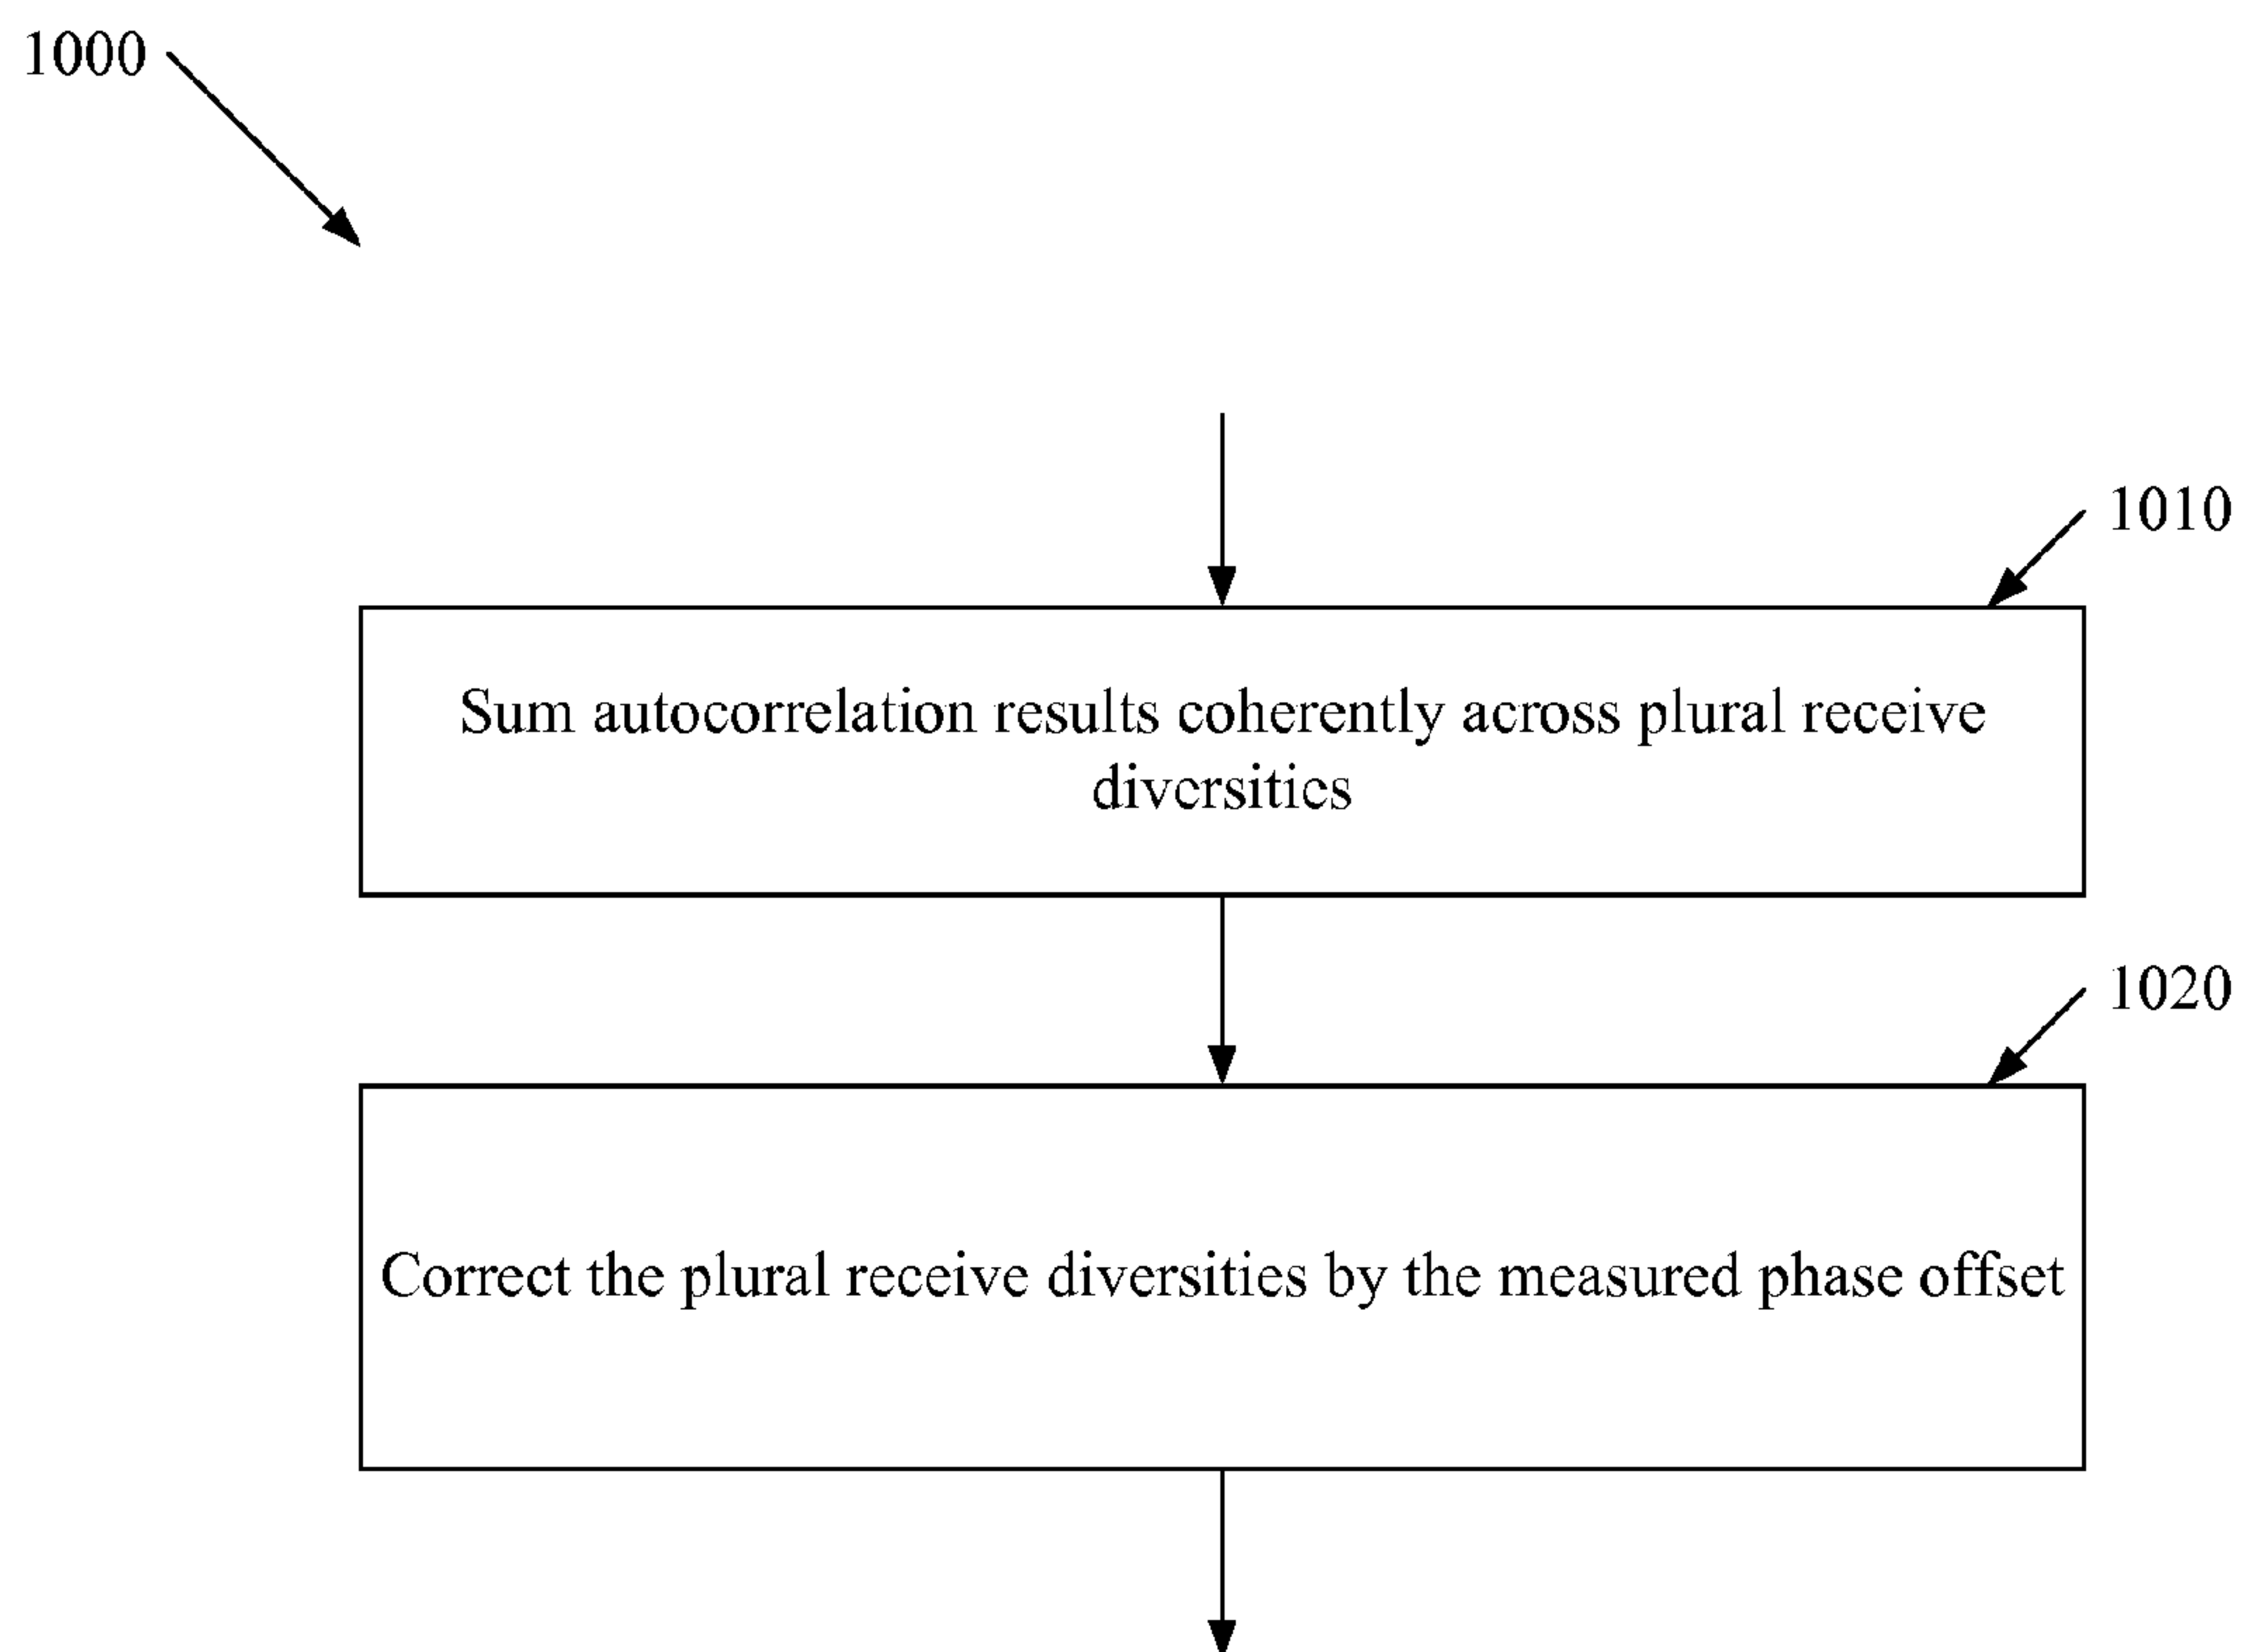 1000
1010
Sum autocorrelation results coherently across plural receive
diversities
1020
Correct the plural receive diversities by the measured phase offset